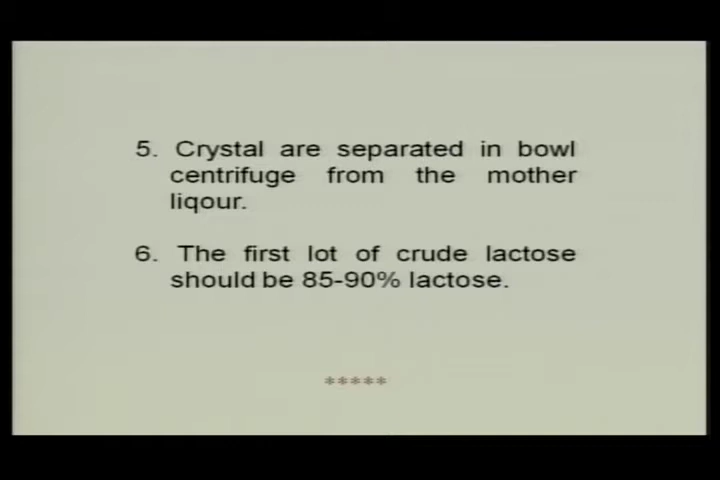 5. Crystal are separated in bowl
centrifuge from the mother
liqour.
6. The first lot of crude lactose
should be 85-90% lactose.
*****